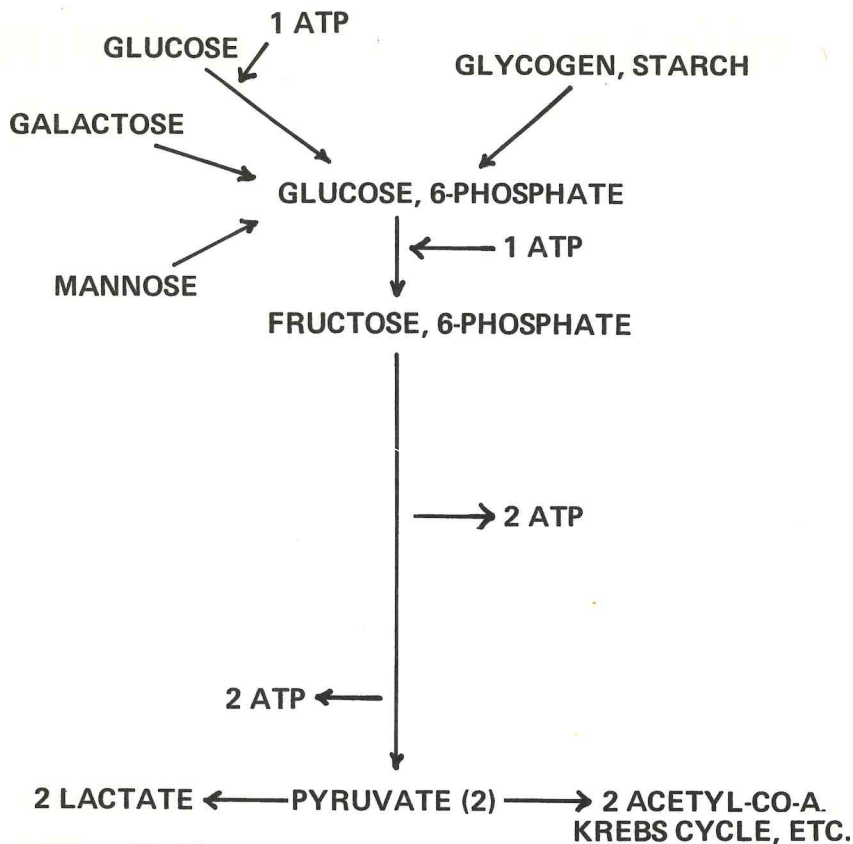 1 ATP
GLUCOSE
GLYCOGEN, STARCH
GALACTOSE
GLUCOSE, 6-PHOSPHATE
1 ATP
MANNOSE
FRUCTOSE, 6-PHOSPHATE
2 ATP
2 ATP
2 LACTATE
PYRUVATE (2)
2 ACETYL-CO-A.
KREBS CYCLE, ETC.